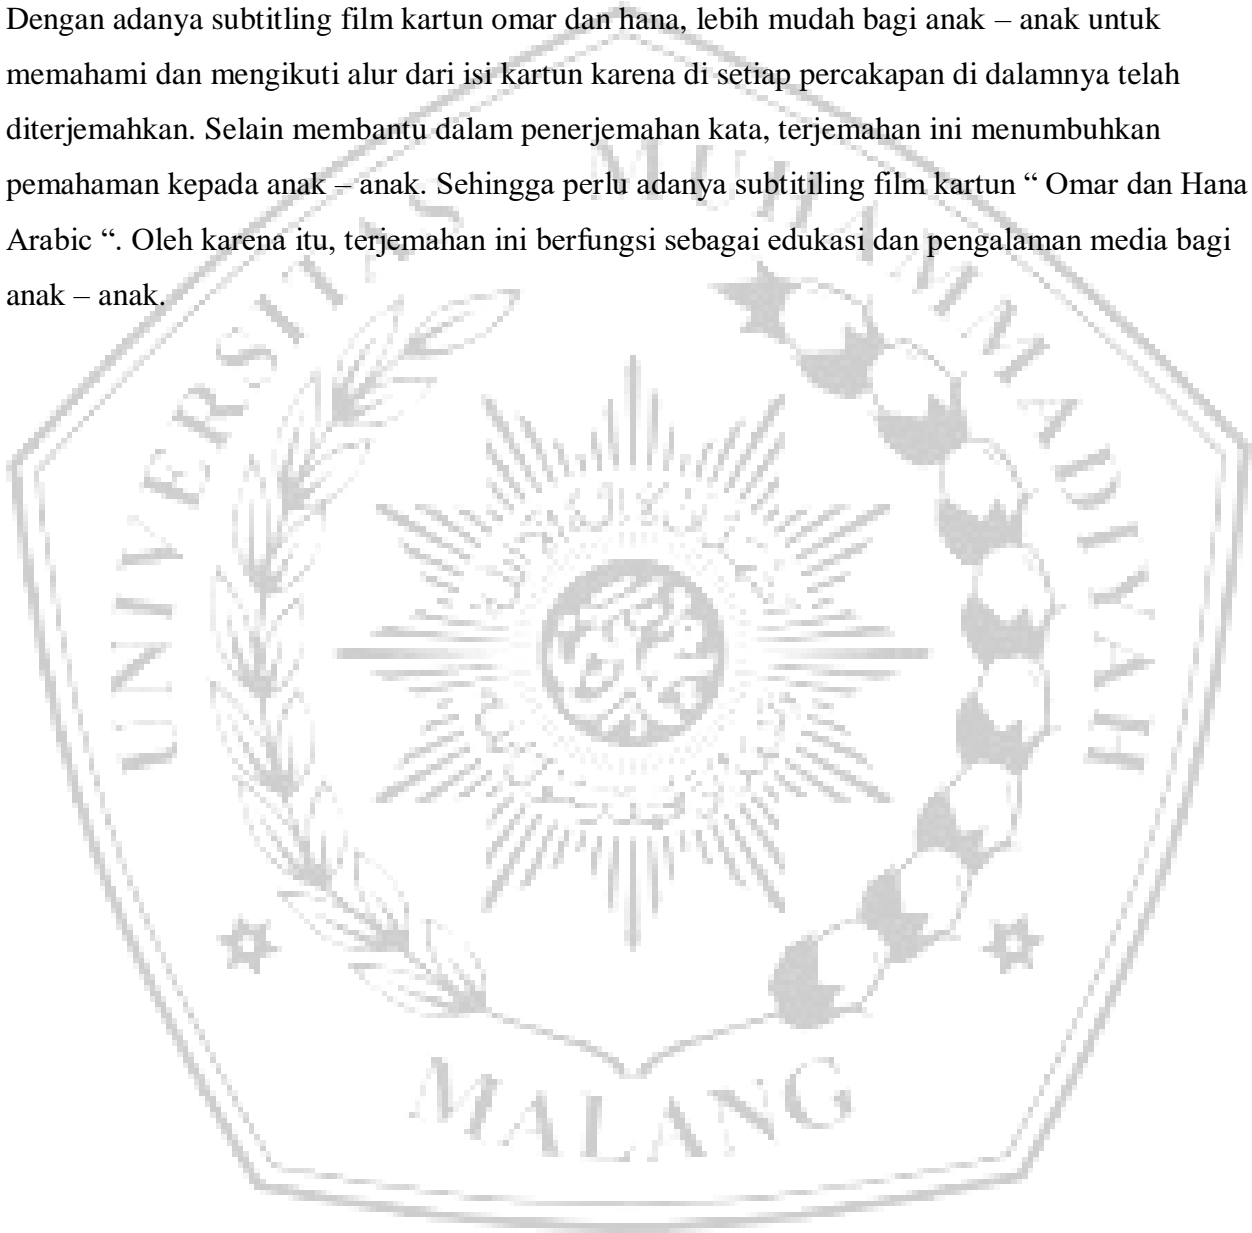 Dengan adanya subtitling film kartun omar dan hana, lebih mudah bagi anak – anak untuk
memahami dan mengikuti alur dari isi kartun karena di setiap percakapan di dalamnya telah
diterjemahkan. Selain membantu dalam penerjemahan kata, terjemahan ini menumbuhkan
pemahaman kepada anak – anak. Sehingga perlu adanya subtitiling film kartun “ Omar dan Hana
Arabic “. Oleh karena itu, terjemahan ini berfungsi sebagai edukasi dan pengalaman media bagi
anak – anak.
UNIVERSITAS MUHAMMADIYAH
MALANG